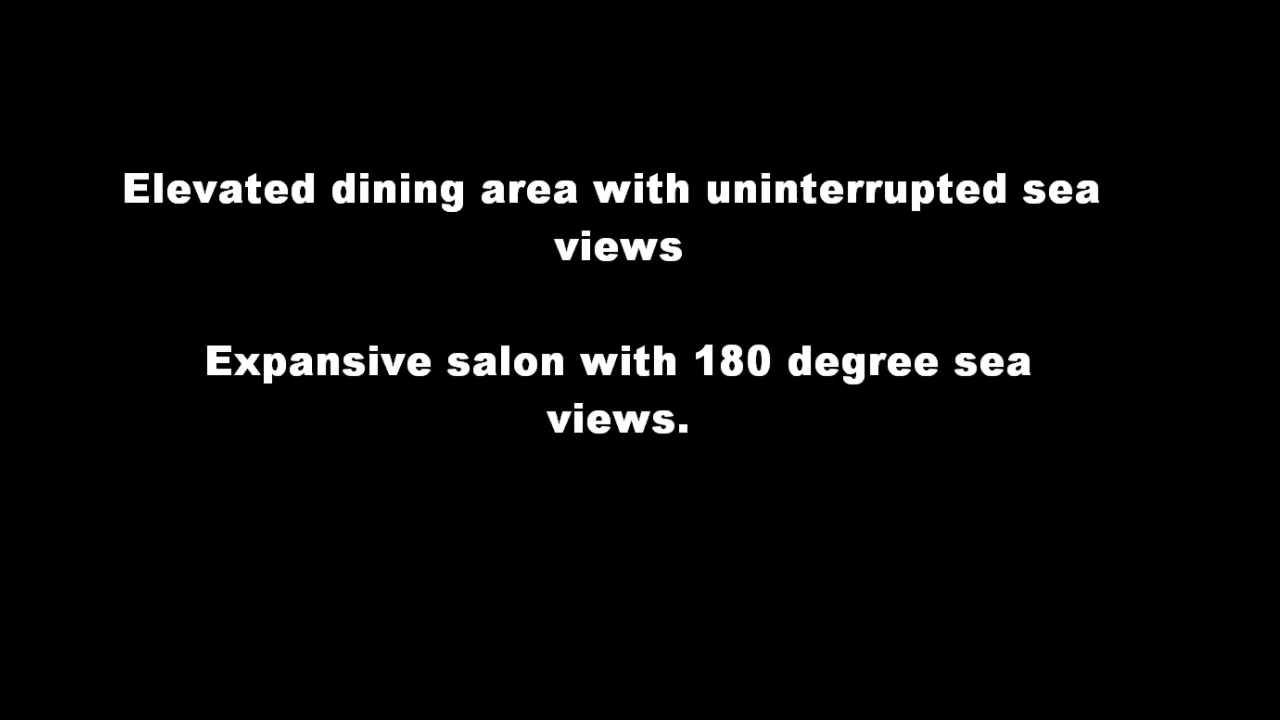 Elevated dining area with uninterrupted sea
views
Expansive salon with 180 degree sea
views.